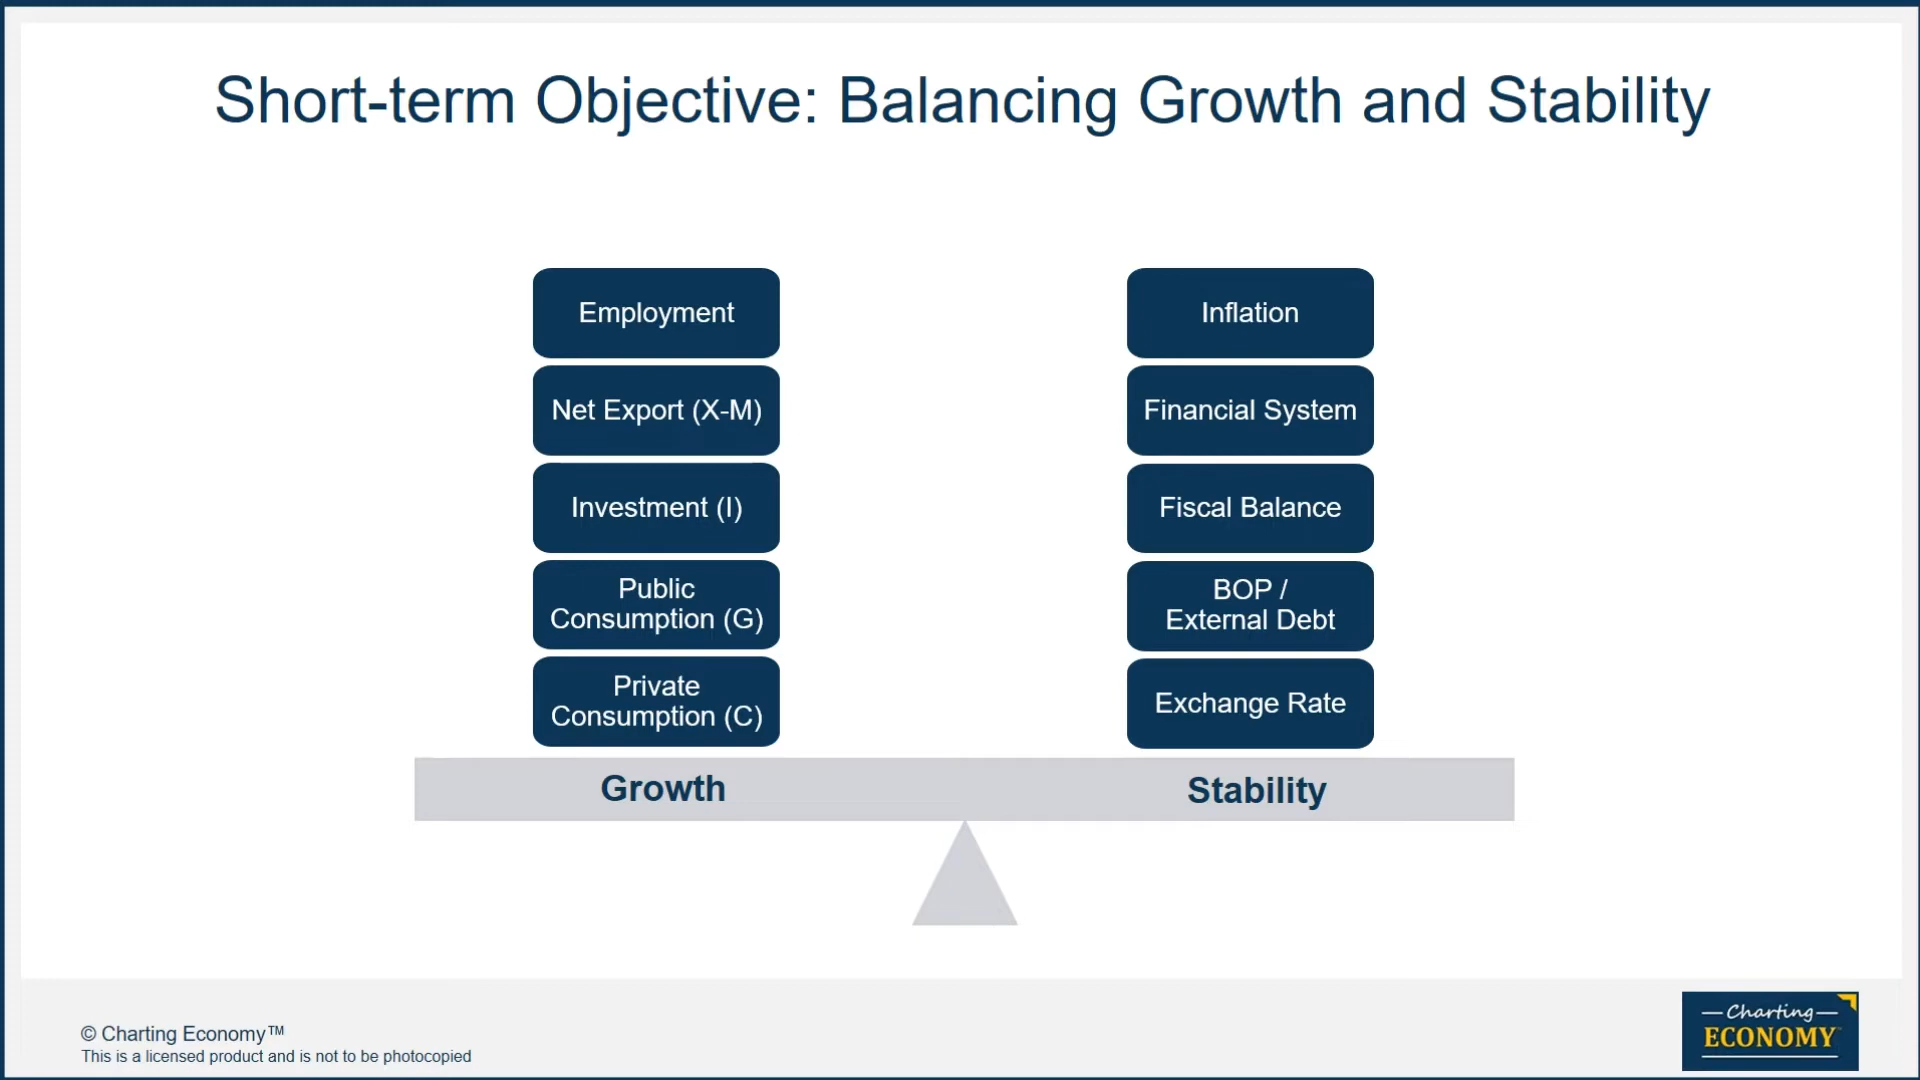 Short-term Objective: Balancing Growth and Stability
Employment
Net Export (X-M)
Investment (I)
Public
Consumption (G)
Private
Consumption (C)
Growth
Inflation
Financial System
Fiscal Balance
BOP /
External Debt
Exchange Rate
Stability
© Charting Economy™
This is a licensed product and is not to be photocopied
Charting
ECONOMY